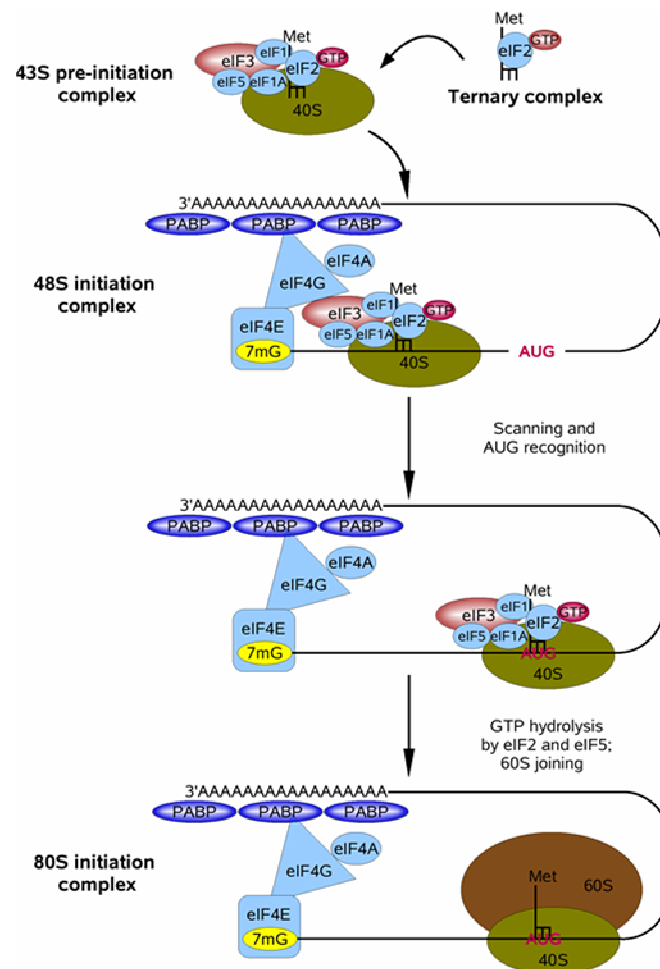 Met
eIF1
GTP
eIF3
eIF2
eIF5
eIF1A
40S
43S pre-initiation
complex
Met
GTP
eIF2
Ternary complex
3'AAAAAAAAAAAAAAAAA
PABP PABP PABP
eIF4A
eIF4G
48S initiation
complex
Met
eIF1
GTP
eIF3
eIF2
eIF4E
eIF5
eIF1A
7mG
40S
AUG
Scanning and
AUG recognition
3'AAAAAAAAAAAAAAAAA
PABP PABP PABP
eIF4A
eIF4G
Met
eIF1
GTP
eIF3
eIF2
eIF4E
eIF5
eIF1A
7mG
AUG
40S
GTP hydrolysis
by eIF2 and eIF5;
60S joining
3'AAAAAAAAAAAAAAAAA
PABP PABP PABP
eIF4A
eIF4G
80S initiation
complex
Met
60S
eIF4E
7mG
AUG
40S